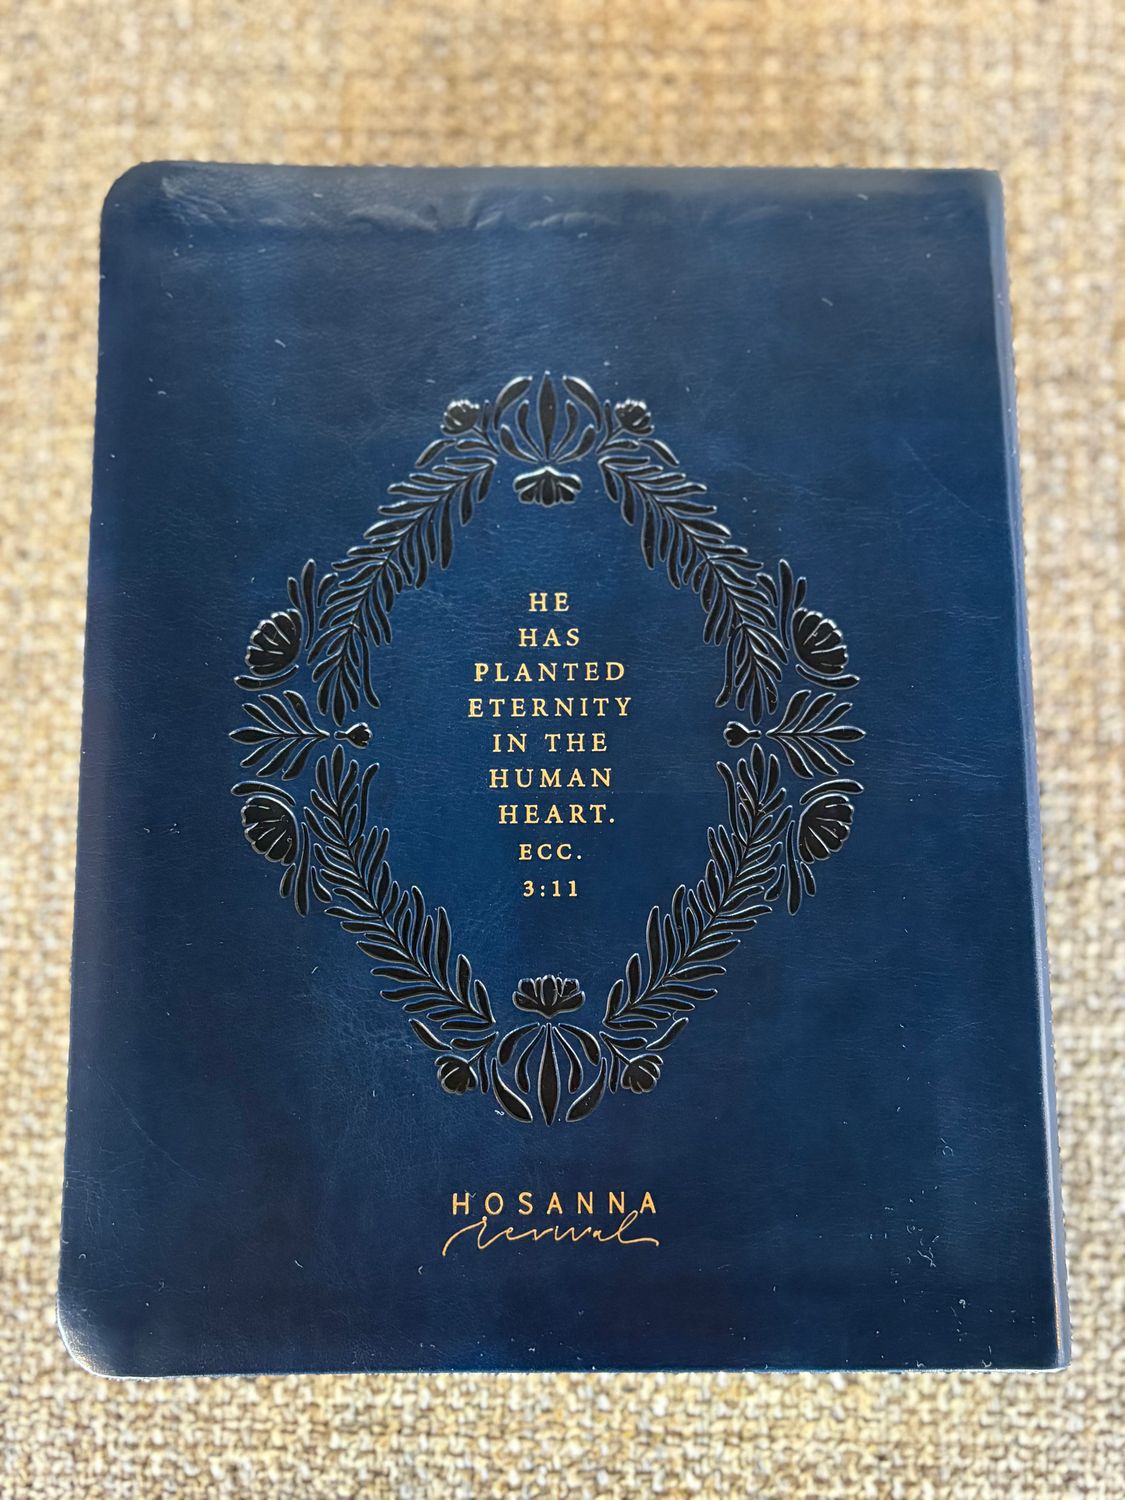 HE
HAS
PLANTED
ETERNITY
IN THE
HUMAN
HEART.
ECC.
3:11
HOSANNA
revival